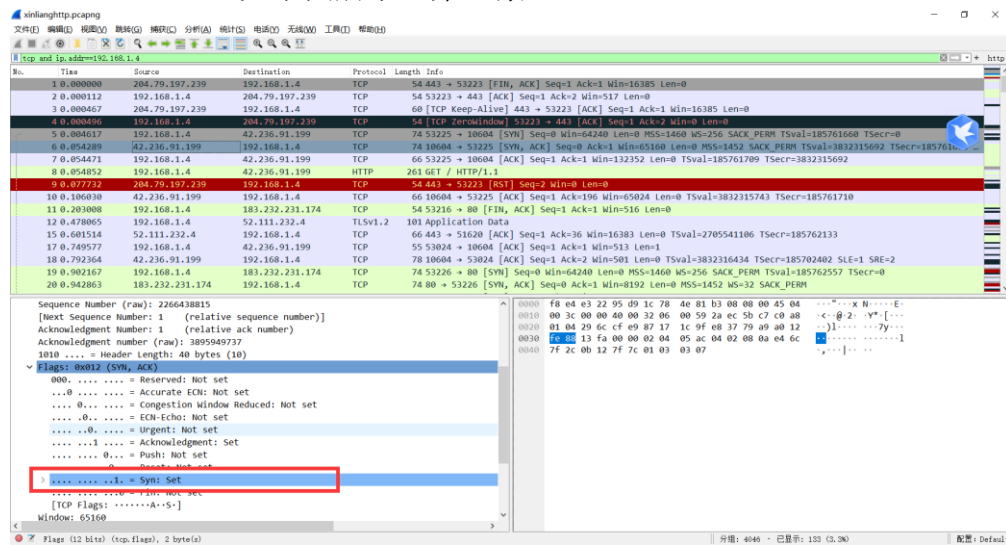 xinlianghttp.pcapng
文件(F) 编辑(E) 视图(V) 跳转(G) 捕获(C) 分析(A) 统计(S) 电话(Y) 无线(W) 工具(T) 帮助(H)
tcp and ip.addr==192.168.1.4 http
No. Time Source Destination Protocol Length Info
1 0.000000 204.79.197.239 192.168.1.4 TCP 54 443 → 53223 [FIN, ACK] Seq=1 Ack=1 Win=16385 Len=0
2 0.000112 192.168.1.4 204.79.197.239 TCP 54 53223 → 443 [ACK] Seq=1 Ack=2 Win=517 Len=0
3 0.000467 204.79.197.239 192.168.1.4 TCP 60 [TCP Keep-Alive] 443 → 53223 [ACK] Seq=1 Ack=1 Win=16385 Len=0
4 0.000496 192.168.1.4 204.79.197.239 TCP 54 [TCP ZeroWindow] 53223 → 443 [ACK] Seq=1 Ack=2 Win=0 Len=0
5 0.004617 192.168.1.4 42.236.91.199 TCP 74 53225 → 10604 [SYN] Seq=0 Win=64240 Len=0 MSS=1460 WS=256 SACK_PERM TSval=185761660 TSecr=0
6 0.054289 42.236.91.199 192.168.1.4 TCP 74 10604 → 53225 [SYN, ACK] Seq=0 Ack=1 Win=65160 Len=0 MSS=1452 SACK_PERM TSval=3832315692 TSecr=18576
7 0.054471 192.168.1.4 42.236.91.199 TCP 66 53225 → 10604 [ACK] Seq=1 Ack=1 Win=132352 Len=0 TSval=185761709 TSecr=3832315692
8 0.054852 192.168.1.4 42.236.91.199 HTTP 261 GET / HTTP/1.1
9 0.077732 204.79.197.239 192.168.1.4 TCP 54 443 → 53223 [RST] Seq=2 Win=0 Len=0
10 0.106030 42.236.91.199 192.168.1.4 TCP 66 10604 → 53225 [ACK] Seq=1 Ack=196 Win=65024 Len=0 TSval=3832315743 TSecr=185761710
11 0.203008 192.168.1.4 183.232.231.174 TCP 54 53216 → 80 [FIN, ACK] Seq=1 Ack=1 Win=516 Len=0
12 0.478065 192.168.1.4 52.111.232.4 TLSv1.2 101 Application Data
15 0.601514 52.111.232.4 192.168.1.4 TCP 66 443 → 51620 [ACK] Seq=1 Ack=36 Win=16383 Len=0 TSval=2705541106 TSecr=185762133
17 0.749577 192.168.1.4 42.236.91.199 TCP 55 53024 → 10604 [ACK] Seq=1 Ack=1 Win=513 Len=1
18 0.792364 42.236.91.199 192.168.1.4 TCP 78 10604 → 53024 [ACK] Seq=1 Ack=2 Win=501 Len=0 TSval=3832316434 TSecr=185702402 SLE=1 SRE=2
19 0.902167 192.168.1.4 183.232.231.174 TCP 74 53226 → 80 [SYN] Seq=0 Win=64240 Len=0 MSS=1460 WS=256 SACK_PERM TSval=185762557 TSecr=0
20 0.942863 183.232.231.174 192.168.1.4 TCP 74 80 → 53226 [SYN, ACK] Seq=0 Ack=1 Win=8192 Len=0 MSS=1452 WS=32 SACK_PERM
Sequence Number (raw): 2266438815
[Next Sequence Number: 1 (relative sequence number)]
Acknowledgment Number: 1 (relative ack number)
Acknowledgment number (raw): 3895949737
1010 .... = Header Length: 40 bytes (10)
Flags: 0x012 (SYN, ACK)
000. .... .... = Reserved: Not set
...0 .... .... = Accurate ECN: Not set
.... 0... .... = Congestion Window Reduced: Not set
.... .0.. .... = ECN-Echo: Not set
.... ..0. .... = Urgent: Not set
.... ...1 .... = Acknowledgment: Set
.... .... 0... = Push: Not set
.... .... .0.. = Reset: Not set
.... .... ..1. = Syn: Set
.... .... ...0 = Fin: Not set
[TCP Flags: ·······A··S·]
Window: 65160
0000 f8 e4 e3 22 95 d9 1c 78 4e 81 b3 08 08 00 45 04 ···"···x N·····E·
0010 00 3c 00 00 40 00 32 06 00 59 2a ec 5b c7 c0 a8 ·<··@·2· ·Y*·[···
0020 01 04 29 6c cf e9 87 17 1c 9f e8 37 79 a9 a0 12 ··)l···· ···7y···
0030 fe 88 13 fa 00 00 02 04 05 ac 04 02 08 0a e4 6c ········ ·······l
0040 7f 2c 0b 12 7f 7c 01 03 03 07 ·,···|·· ··
Flags (12 bits) (tcp.flags), 2 byte(s)
分组: 4046 · 已显示: 133 (3.3%)
配置: Defaul